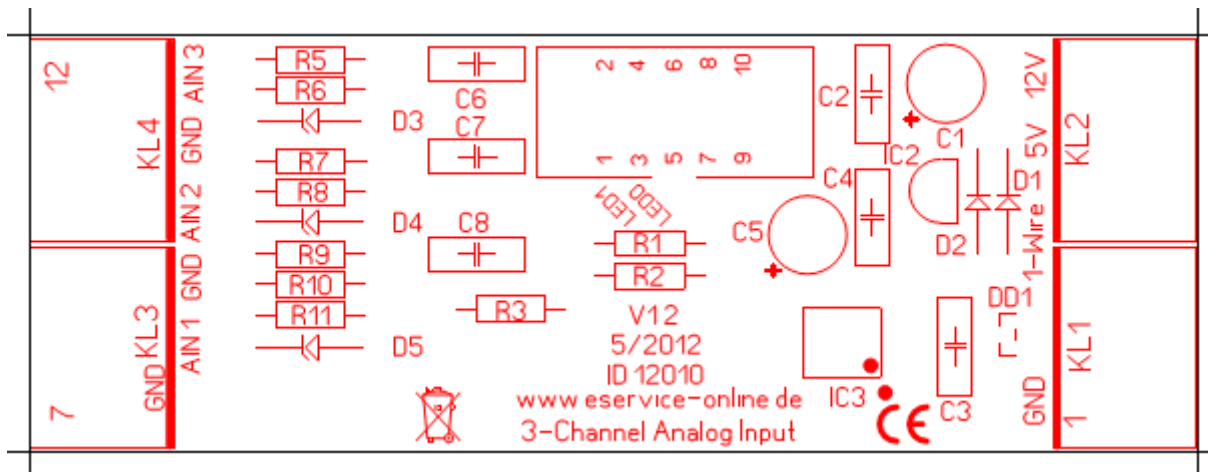 12
KL4
AIN 3
GND
AIN 2
GND
AIN 1
GND
KL3
7
R5
R6
D3
R7
R8
D4
R9
R10
R11
D5
C6
C7
C8
R3
2 4 6 8 10
1 3 5 7 9
LED1
LED0
R1
R2
V12
5/2012
ID 12010
www eservice-online de
3-Channel Analog Input
C2
C1
IC2
C4
C5
D1
D2
DD1
IC3
C3
CE
12V
5V
1-Wire
GND
KL2
KL1
1